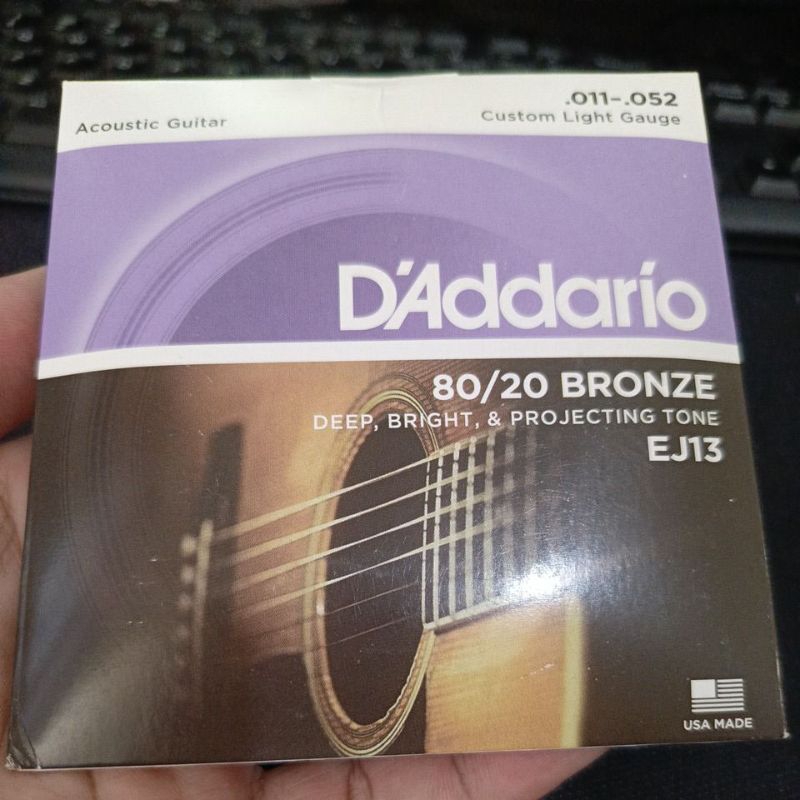 Acoustic Guitar
.011–.052
Custom Light Gauge
D'Addario
80/20 BRONZE
DEEP, BRIGHT, & PROJECTING TONE
EJ13
USA MADE